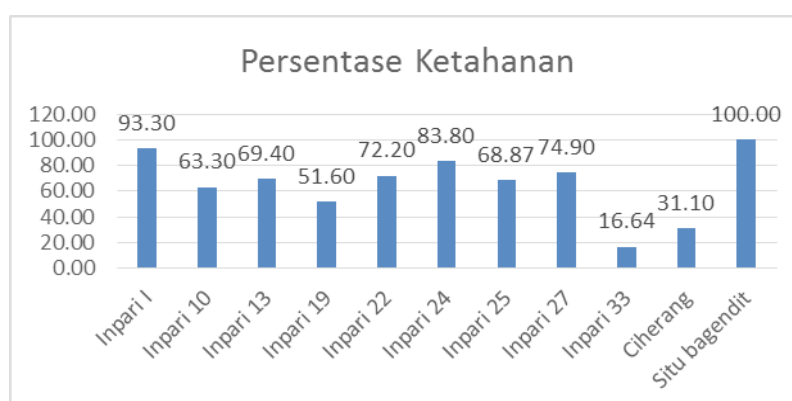 Persentase Ketahanan
120.00
100.00
80.00
60.00
40.00
20.00
0.00
93.30
63.30
69.40
51.60
72.20
83.80
68.87
74.90
16.64
31.10
100.00
Inpari I
Inpari 10
Inpari 13
Inpari 19
Inpari 22
Inpari 24
Inpari 25
Inpari 27
Inpari 33
Ciherang
Situ bagendit